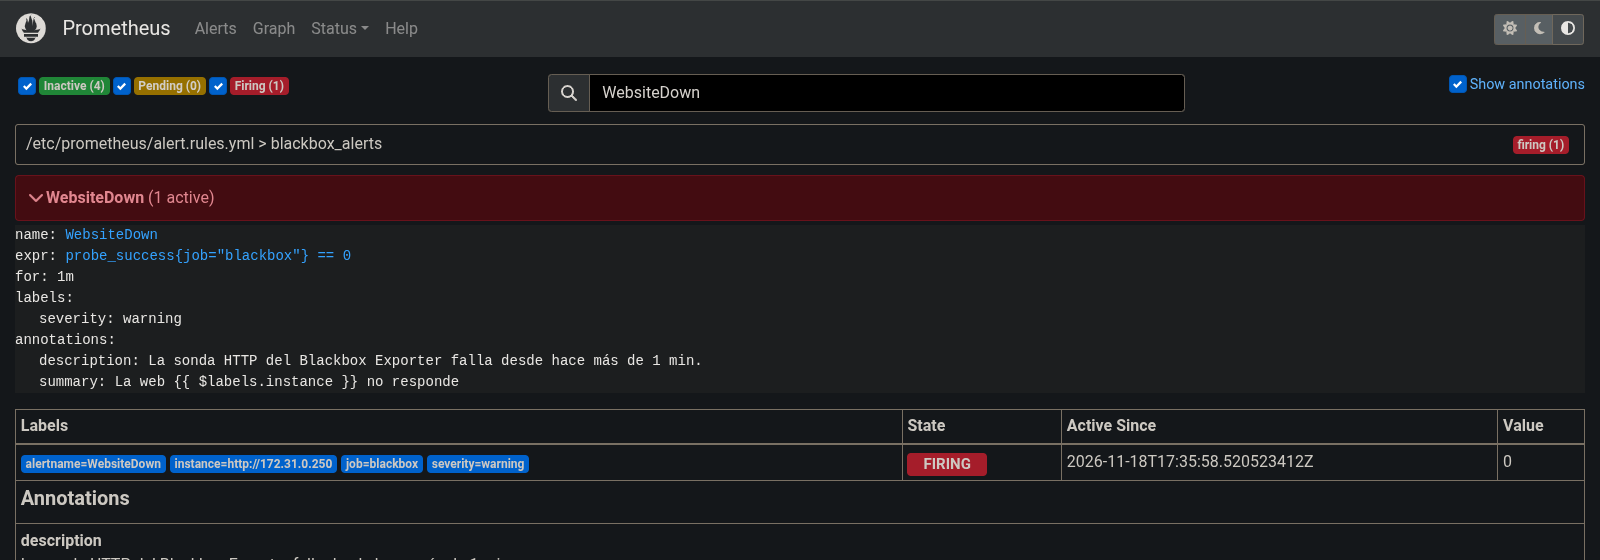 Prometheus Alerts Graph Status Help
Inactive (4) Pending (0) Firing (1) WebsiteDown Show annotations
/etc/prometheus/alert.rules.yml > blackbox_alerts firing (1)
WebsiteDown (1 active)
name: WebsiteDown
expr: probe_success{job="blackbox"} == 0
for: 1m
labels:
severity: warning
annotations:
description: La sonda HTTP del Blackbox Exporter falla desde hace más de 1 min.
summary: La web {{ $labels.instance }} no responde
Labels State Active Since Value
alertname=WebsiteDown instance=http://172.31.0.250 job=blackbox severity=warning FIRING 2026-11-18T17:35:58.520523412Z 0
Annotations
description